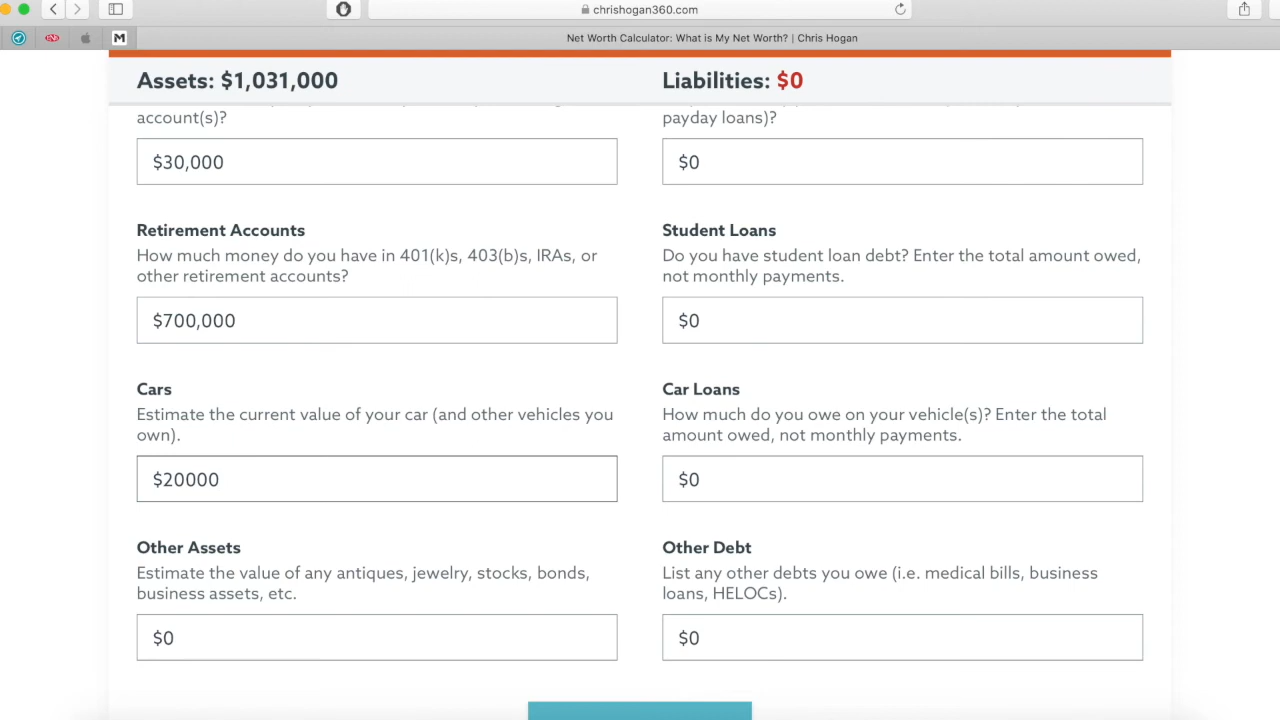 chrishogan360.com
Net Worth Calculator: What is My Net Worth? | Chris Hogan
M
Assets: $1,031,000
Liabilities: $0
account(s)?
$30,000
payday loans)?
$0
Retirement Accounts
How much money do you have in 401(k)s, 403(b)s, IRAs, or
other retirement accounts?
$700,000
Student Loans
Do you have student loan debt? Enter the total amount owed,
not monthly payments.
$0
Cars
Estimate the current value of your car (and other vehicles you
own).
$20000
Car Loans
How much do you owe on your vehicle(s)? Enter the total
amount owed, not monthly payments.
$0
Other Assets
Estimate the value of any antiques, jewelry, stocks, bonds,
business assets, etc.
$0
Other Debt
List any other debts you owe (i.e. medical bills, business
loans, HELOCs).
$0